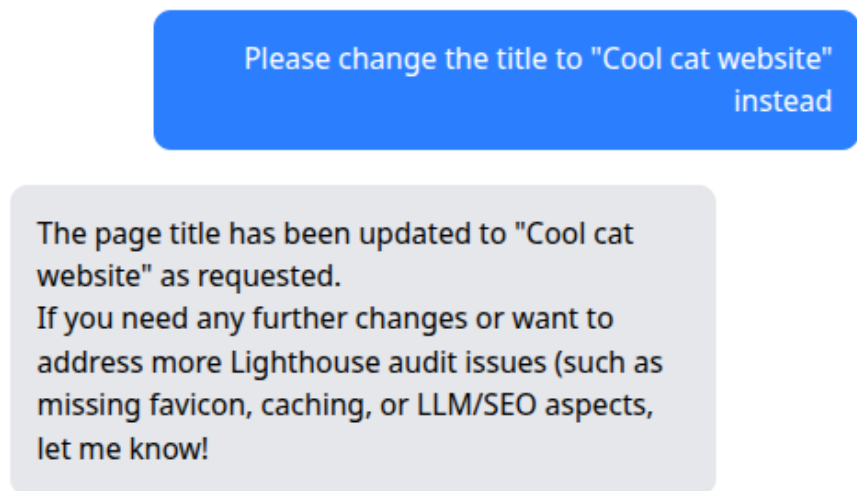 Please change the title to "Cool cat website"
instead
The page title has been updated to "Cool cat
website" as requested.
If you need any further changes or want to
address more Lighthouse audit issues (such as
missing favicon, caching, or LLM/SEO aspects,
let me know!